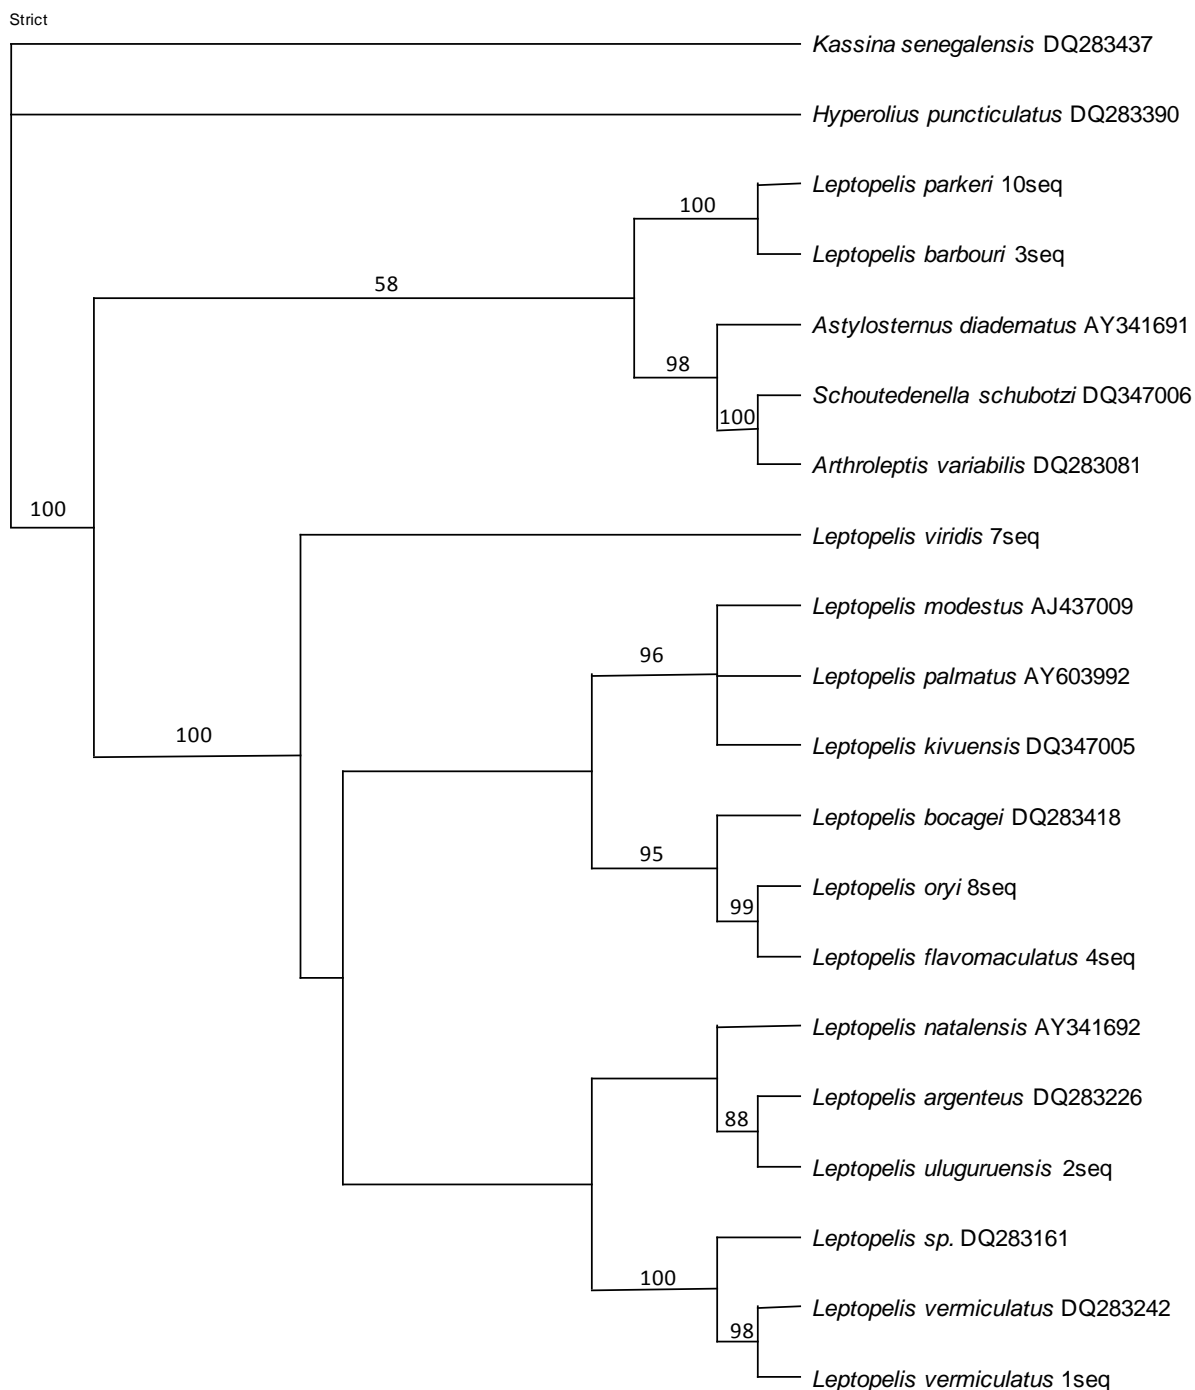 Strict
Kassina senegalensis DQ283437
Hyperolius puncticulatus DQ283390
Leptopelis parkeri 10seq
100
Leptopelis barbouri 3seq
58
Astylosternus diadematus AY341691
98
Schoutedenella schubotzi DQ347006
100
Arthroleptis variabilis DQ283081
100
Leptopelis viridis 7seq
Leptopelis modestus AJ437009
96
Leptopelis palmatus AY603992
100
Leptopelis kivuensis DQ347005
Leptopelis bocagei DQ283418
95
Leptopelis oryi 8seq
99
Leptopelis flavomaculatus 4seq
Leptopelis natalensis AY341692
Leptopelis argenteus DQ283226
88
Leptopelis uluguruensis 2seq
Leptopelis sp. DQ283161
100
Leptopelis vermiculatus DQ283242
98
Leptopelis vermiculatus 1seq